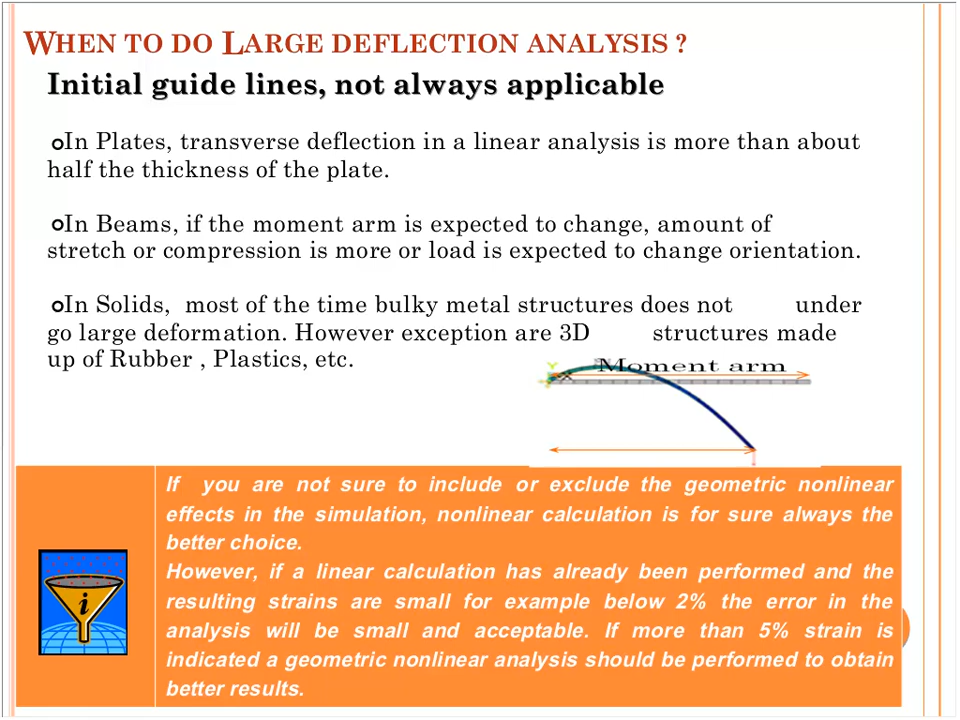 WHEN TO DO LARGE DEFLECTION ANALYSIS ?
Initial guide lines, not always applicable
In Plates, transverse deflection in a linear analysis is more than about
half the thickness of the plate.
In Beams, if the moment arm is expected to change, amount of
stretch or compression is more or load is expected to change orientation.
In Solids, most of the time bulky metal structures does not under
go large deformation. However exception are 3D structures made
up of Rubber , Plastics, etc.
Moment arm
Y
X
If you are not sure to include or exclude the geometric nonlinear
effects in the simulation, nonlinear calculation is for sure always the
better choice.
However, if a linear calculation has already been performed and the
resulting strains are small for example below 2% the error in the
analysis will be small and acceptable. If more than 5% strain is
indicated a geometric nonlinear analysis should be performed to obtain
better results.
i